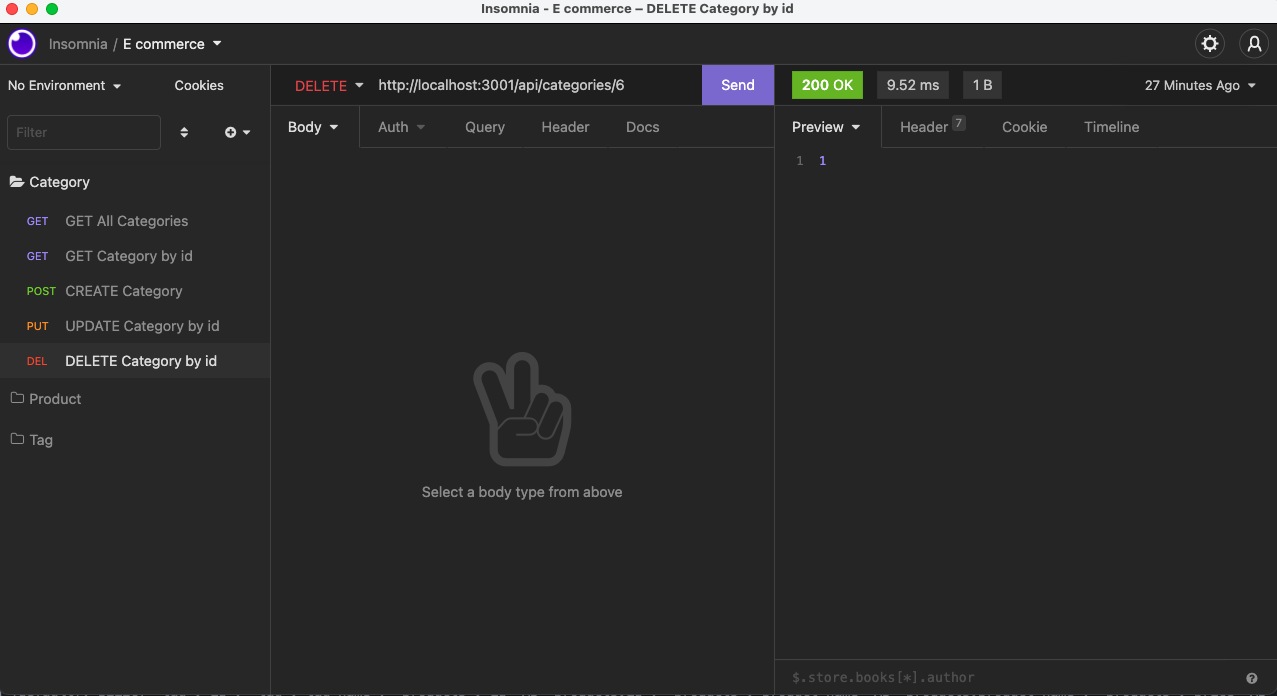 Insomnia - E commerce – DELETE Category by id
Insomnia / E commerce
No Environment
Cookies
DELETE
http://localhost:3001/api/categories/6
Send
200 OK
9.52 ms
1 B
27 Minutes Ago
Filter
Body
Auth
Query
Header
Docs
Preview
Header 7
Cookie
Timeline
1 1
Category
GET GET All Categories
GET GET Category by id
POST CREATE Category
PUT UPDATE Category by id
DEL DELETE Category by id
Product
Tag
Select a body type from above
$.store.books[*].author